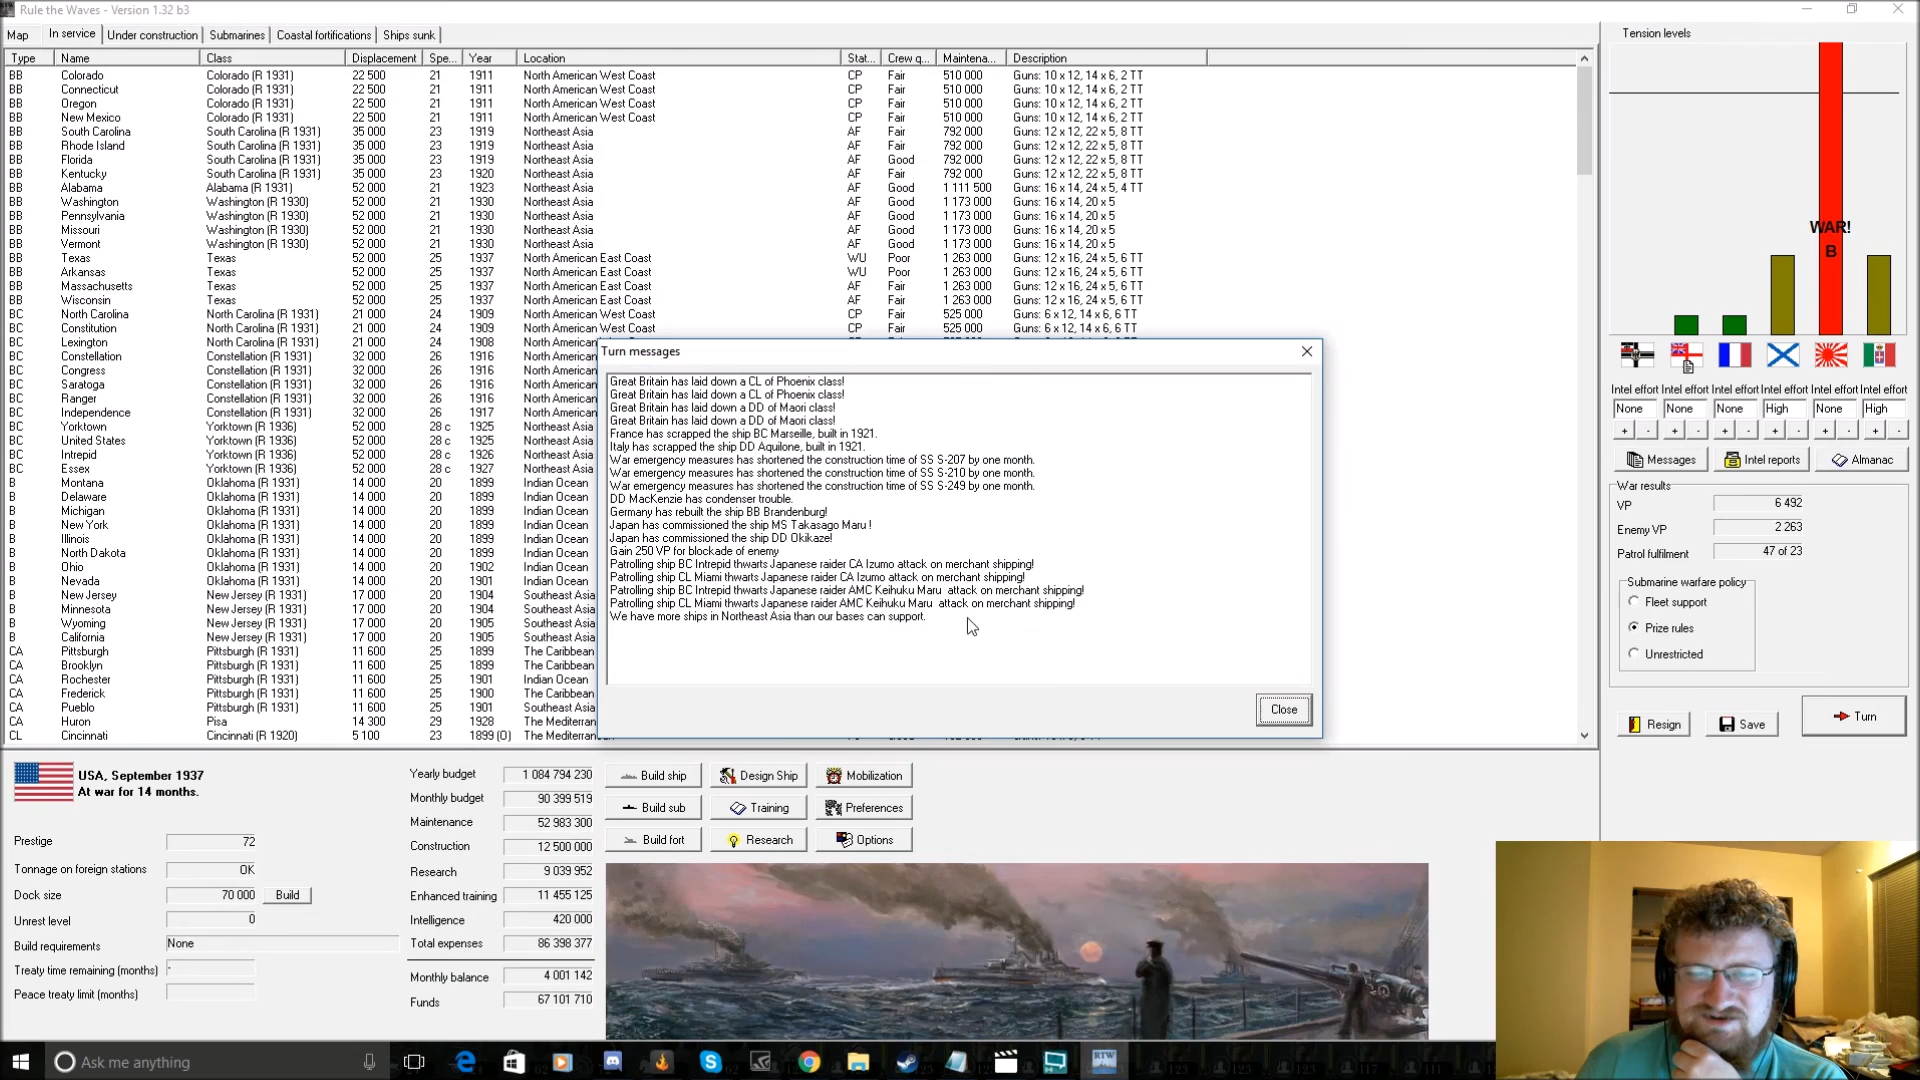 Rule the Waves - Version 1.32 b3
Map In service Under construction Submarines Coastal fortifications Ships sunk
Type Name Class Displacement Spe... Year Location Stat... Crew q... Maintena... Description
BB Colorado Colorado (R 1931) 22 500 21 1911 North American West Coast CP Fair 510 000 Guns: 10 x 12, 14 x 6, 2 TT
BB Connecticut Colorado (R 1931) 22 500 21 1911 North American West Coast CP Fair 510 000 Guns: 10 x 12, 14 x 6, 2 TT
BB Oregon Colorado (R 1931) 22 500 21 1911 North American West Coast CP Fair 510 000 Guns: 10 x 12, 14 x 6, 2 TT
BB New Mexico Colorado (R 1931) 22 500 21 1911 North American West Coast CP Fair 510 000 Guns: 10 x 12, 14 x 6, 2 TT
BB South Carolina South Carolina (R 1931) 35 000 23 1919 Northeast Asia AF Fair 792 000 Guns: 12 x 12, 22 x 5, 8 TT
BB Rhode Island South Carolina (R 1931) 35 000 23 1919 Northeast Asia AF Fair 792 000 Guns: 12 x 12, 22 x 5, 8 TT
BB Florida South Carolina (R 1931) 35 000 23 1919 Northeast Asia AF Good 792 000 Guns: 12 x 12, 22 x 5, 8 TT
BB Kentucky South Carolina (R 1931) 35 000 23 1920 Northeast Asia AF Fair 792 000 Guns: 12 x 12, 22 x 5, 8 TT
BB Alabama Alabama (R 1931) 52 000 21 1923 Northeast Asia AF Good 1 111 500 Guns: 16 x 14, 24 x 5, 4 TT
BB Washington Washington (R 1930) 52 000 21 1930 Northeast Asia AF Good 1 173 000 Guns: 16 x 14, 20 x 5
BB Pennsylvania Washington (R 1930) 52 000 21 1930 Northeast Asia AF Good 1 173 000 Guns: 16 x 14, 20 x 5
BB Missouri Washington (R 1930) 52 000 21 1930 Northeast Asia AF Good 1 173 000 Guns: 16 x 14, 20 x 5
BB Vermont Washington (R 1930) 52 000 21 1930 Northeast Asia AF Good 1 173 000 Guns: 16 x 14, 20 x 5
BB Texas Texas 52 000 25 1937 North American East Coast WU Poor 1 263 000 Guns: 12 x 16, 24 x 5, 6 TT
BB Arkansas Texas 52 000 25 1937 North American East Coast WU Poor 1 263 000 Guns: 12 x 16, 24 x 5, 6 TT
BB Massachusetts Texas 52 000 25 1937 North American East Coast AF Fair 1 263 000 Guns: 12 x 16, 24 x 5, 6 TT
BB Wisconsin Texas 52 000 25 1937 North American East Coast AF Fair 1 263 000 Guns: 12 x 16, 24 x 5, 6 TT
BC North Carolina North Carolina (R 1931) 21 000 24 1909 North American West Coast CP Fair 525 000 Guns: 6 x 12, 14 x 6, 6 TT
BC Constitution North Carolina (R 1931) 21 000 24 1909 North American West Coast CP Fair 525 000 Guns: 6 x 12, 14 x 6, 6 TT
BC Lexington North Carolina (R 1931) 21 000 24 1908 North American
BC Constellation Constellation (R 1931) 32 000 26 1916 North American
BC Congress Constellation (R 1931) 32 000 26 1916 North American
BC Saratoga Constellation (R 1931) 32 000 26 1916 North American
BC Ranger Constellation (R 1931) 32 000 26 1916 North American
BC Independence Constellation (R 1931) 32 000 26 1917 North American
BC Yorktown Yorktown (R 1936) 52 000 28 c 1925 Northeast Asia
BC United States Yorktown (R 1936) 52 000 28 c 1925 Northeast Asia
BC Intrepid Yorktown (R 1936) 52 000 28 c 1926 Northeast Asia
BC Essex Yorktown (R 1936) 52 000 28 c 1927 Northeast Asia
B Montana Oklahoma (R 1931) 14 000 20 1899 Indian Ocean
B Delaware Oklahoma (R 1931) 14 000 20 1899 Indian Ocean
B Michigan Oklahoma (R 1931) 14 000 20 1899 Indian Ocean
B New York Oklahoma (R 1931) 14 000 20 1899 Indian Ocean
B Illinois Oklahoma (R 1931) 14 000 20 1899 Indian Ocean
B North Dakota Oklahoma (R 1931) 14 000 20 1899 Indian Ocean
B Ohio Oklahoma (R 1931) 14 000 20 1899 Indian Ocean
B Nevada Oklahoma (R 1931) 14 000 20 1901 Indian Ocean
B New Jersey New Jersey (R 1931) 17 000 20 1904 Southeast Asia
B Minnesota New Jersey (R 1931) 17 000 20 1904 Southeast Asia
B Wyoming New Jersey (R 1931) 17 000 20 1905 Southeast Asia
B California New Jersey (R 1931) 17 000 20 1905 Southeast Asia
CA Pittsburgh Pittsburgh (R 1931) 11 600 25 1899 The Caribbean
CA Brooklyn Pittsburgh (R 1931) 11 600 25 1899 The Caribbean
CA Rochester Pittsburgh (R 1931) 11 600 25 1901 Indian Ocean
CA Frederick Pittsburgh (R 1931) 11 600 25 1900 The Caribbean
CA Pueblo Pittsburgh (R 1931) 11 600 25 1901 Southeast Asia
CA Huron Pisa 14 300 29 1928 The Mediterran
CL Cincinnati Cincinnati (R 1920) 5 100 23 1899 (O) The Mediterran
Turn messages
Great Britain has laid down a CL of Phoenix class!
Great Britain has laid down a CL of Phoenix class!
Great Britain has laid down a DD of Maori class!
Great Britain has laid down a DD of Maori class!
France has scrapped the ship BC Marseille, built in 1921.
Italy has scrapped the ship DD Aquilone, built in 1921.
War emergency measures has shortened the construction time of SS S-207 by one month.
War emergency measures has shortened the construction time of SS S-210 by one month.
War emergency measures has shortened the construction time of SS S-249 by one month.
DD MacKenzie has condenser trouble.
Germany has rebuilt the ship BB Brandenburg!
Japan has commissioned the ship MS Takasago Maru !
Japan has commissioned the ship DD Okikaze!
Gain 250 VP for blockade of enemy
Patrolling ship BC Intrepid thwarts Japanese raider CA Izumo attack on merchant shipping!
Patrolling ship CL Miami thwarts Japanese raider CA Izumo attack on merchant shipping!
Patrolling ship BC Intrepid thwarts Japanese raider AMC Keihuku Maru attack on merchant shipping!
Patrolling ship CL Miami thwarts Japanese raider AMC Keihuku Maru attack on merchant shipping!
We have more ships in Northeast Asia than our bases can support.
Close
Tension levels
WAR!
B
Intel effort Intel effort Intel effort Intel effort Intel effort Intel effort
None None None High None High
+ - + - + - + - + - + -
Messages Intel reports Almanac
War results
VP 6 492
Enemy VP 2 263
Patrol fulfilment 47 of 23
Submarine warfare policy
Fleet support
Prize rules
Unrestricted
Resign Save Turn
USA, September 1937
At war for 14 months.
Prestige 72
Tonnage on foreign stations OK
Dock size 70 000 Build
Unrest level 0
Build requirements None
Treaty time remaining (months) -
Peace treaty limit (months)
Yearly budget 1 084 794 230
Monthly budget 90 399 519
Maintenance 52 983 300
Construction 12 500 000
Research 9 039 952
Enhanced training 11 455 125
Intelligence 420 000
Total expenses 86 398 377
Monthly balance 4 001 142
Funds 67 101 710
Build ship Design Ship Mobilization
Build sub Training Preferences
Build fort Research Options
Ask me anything
RTW